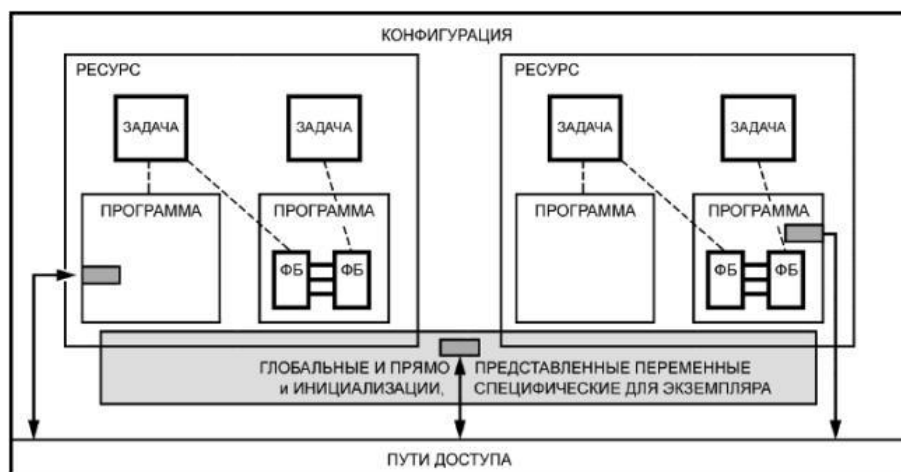 КОНФИГУРАЦИЯ
РЕСУРС
РЕСУРС
ЗАДАЧА
ЗАДАЧА
ЗАДАЧА
ЗАДАЧА
ПРОГРАММА
ПРОГРАММА
ПРОГРАММА
ПРОГРАММА
ФБ
ФБ
ФБ
ФБ
ГЛОБАЛЬНЫЕ И ПРЯМО ПРЕДСТАВЛЕННЫЕ ПЕРЕМЕННЫЕ
и ИНИЦИАЛИЗАЦИИ, СПЕЦИФИЧЕСКИЕ ДЛЯ ЭКЗЕМПЛЯРА
ПУТИ ДОСТУПА